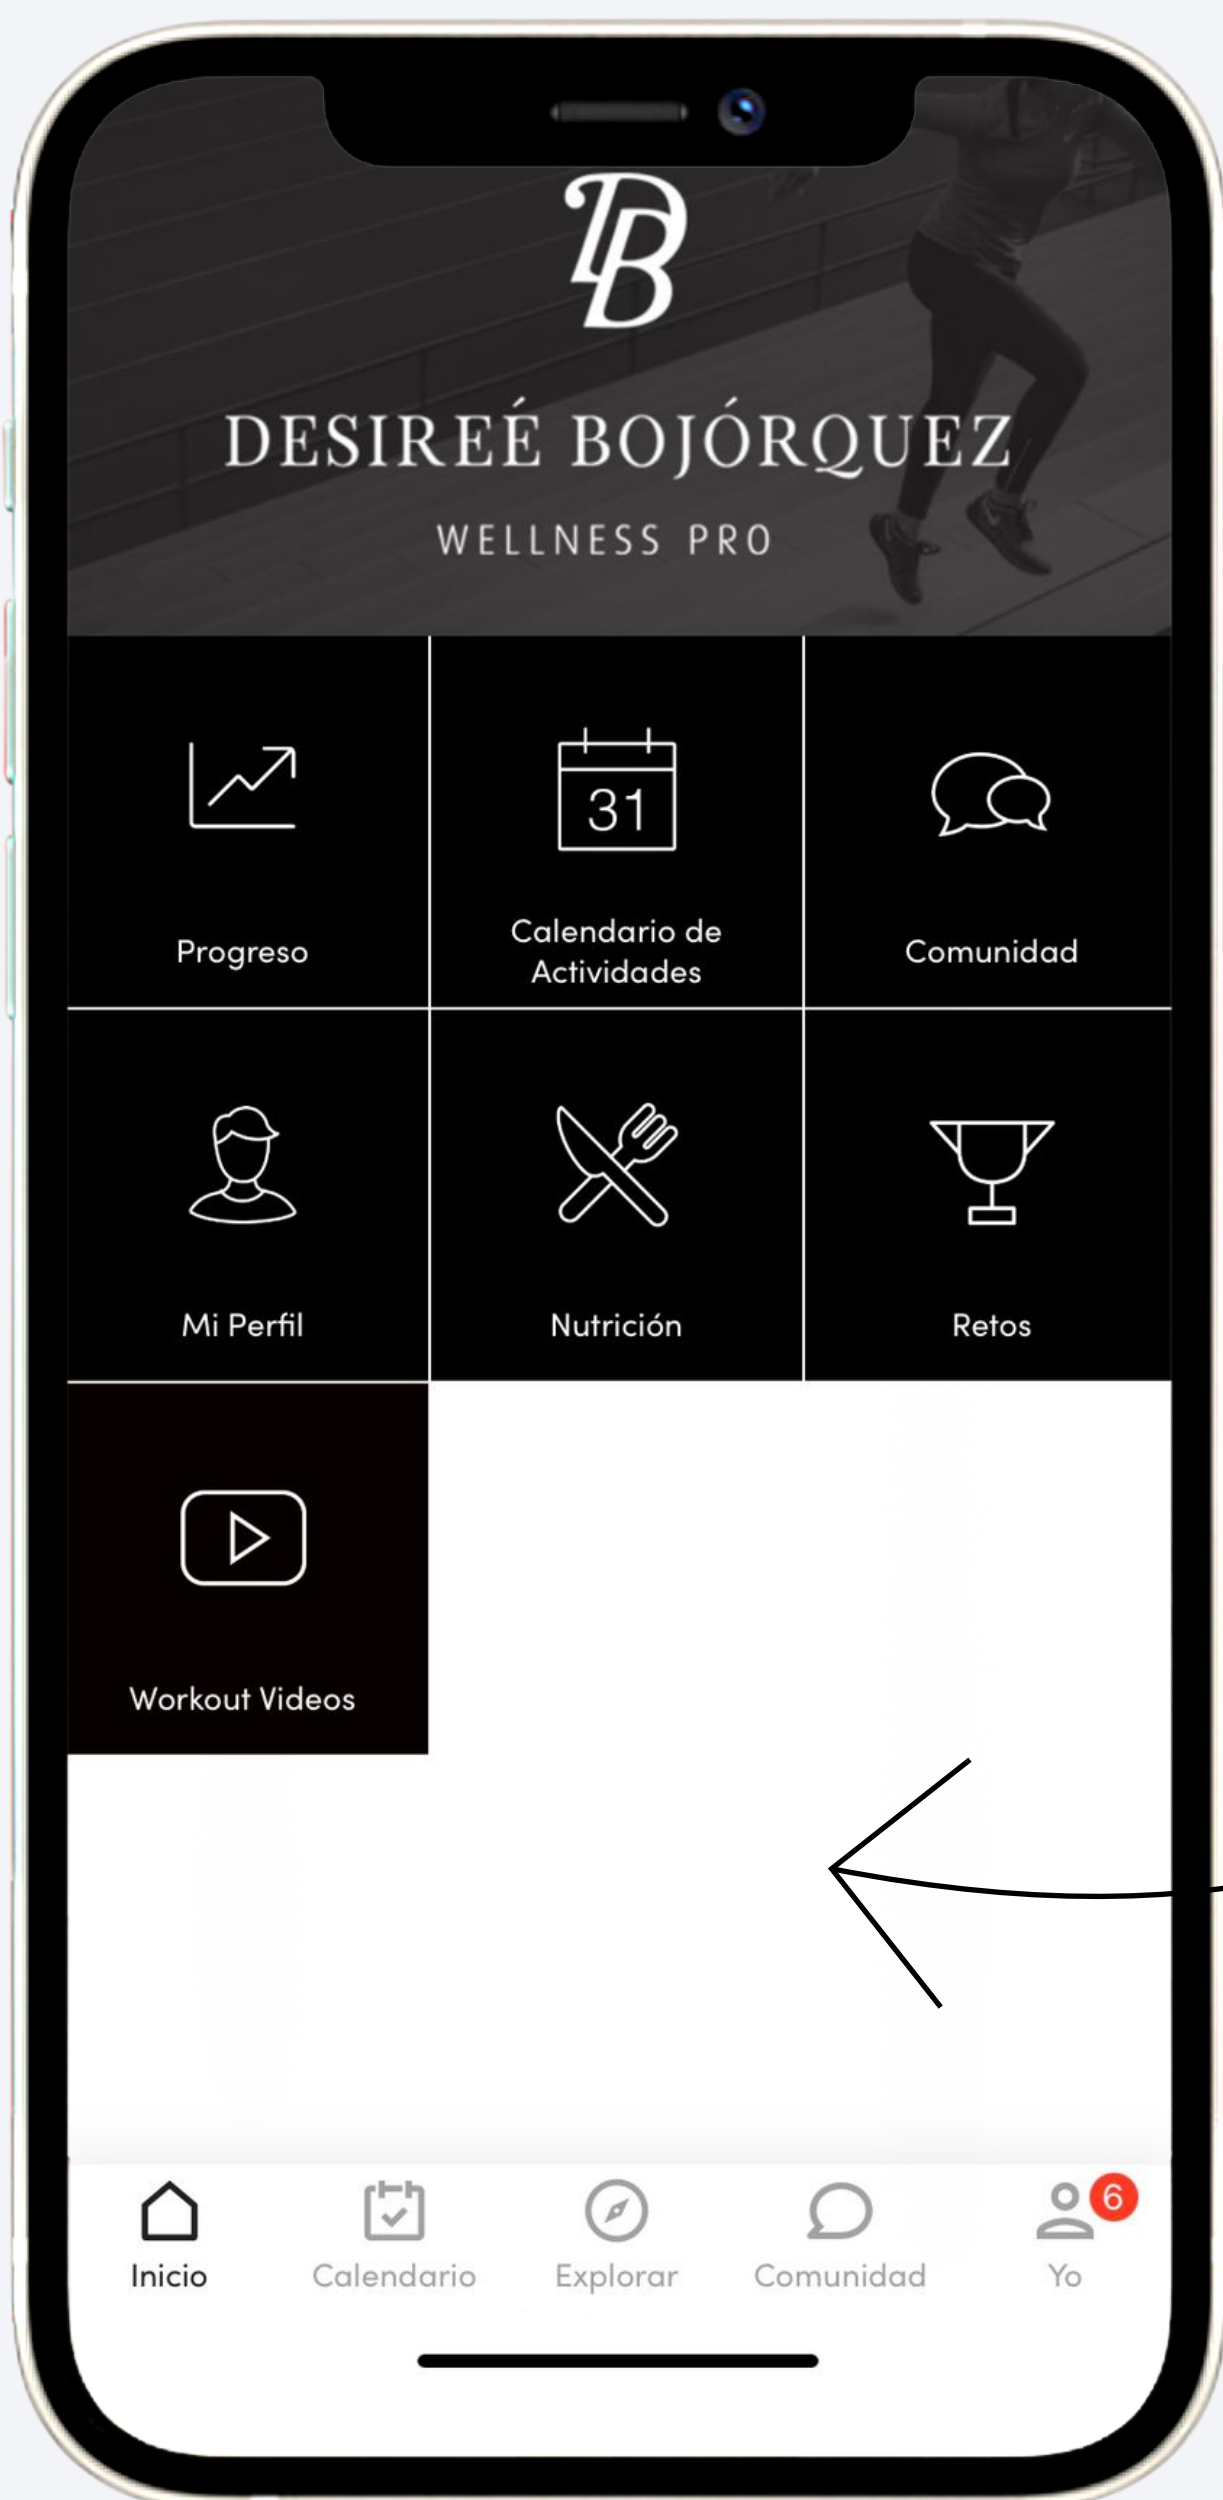 DB
DESIREÉ BOJÓRQUEZ
WELLNESS PRO
31
Progreso
Calendario de
Actividades
Comunidad
Mi Perfil
Nutrición
Retos
Workout Videos
6
Inicio
Calendario
Explorar
Comunidad
Yo